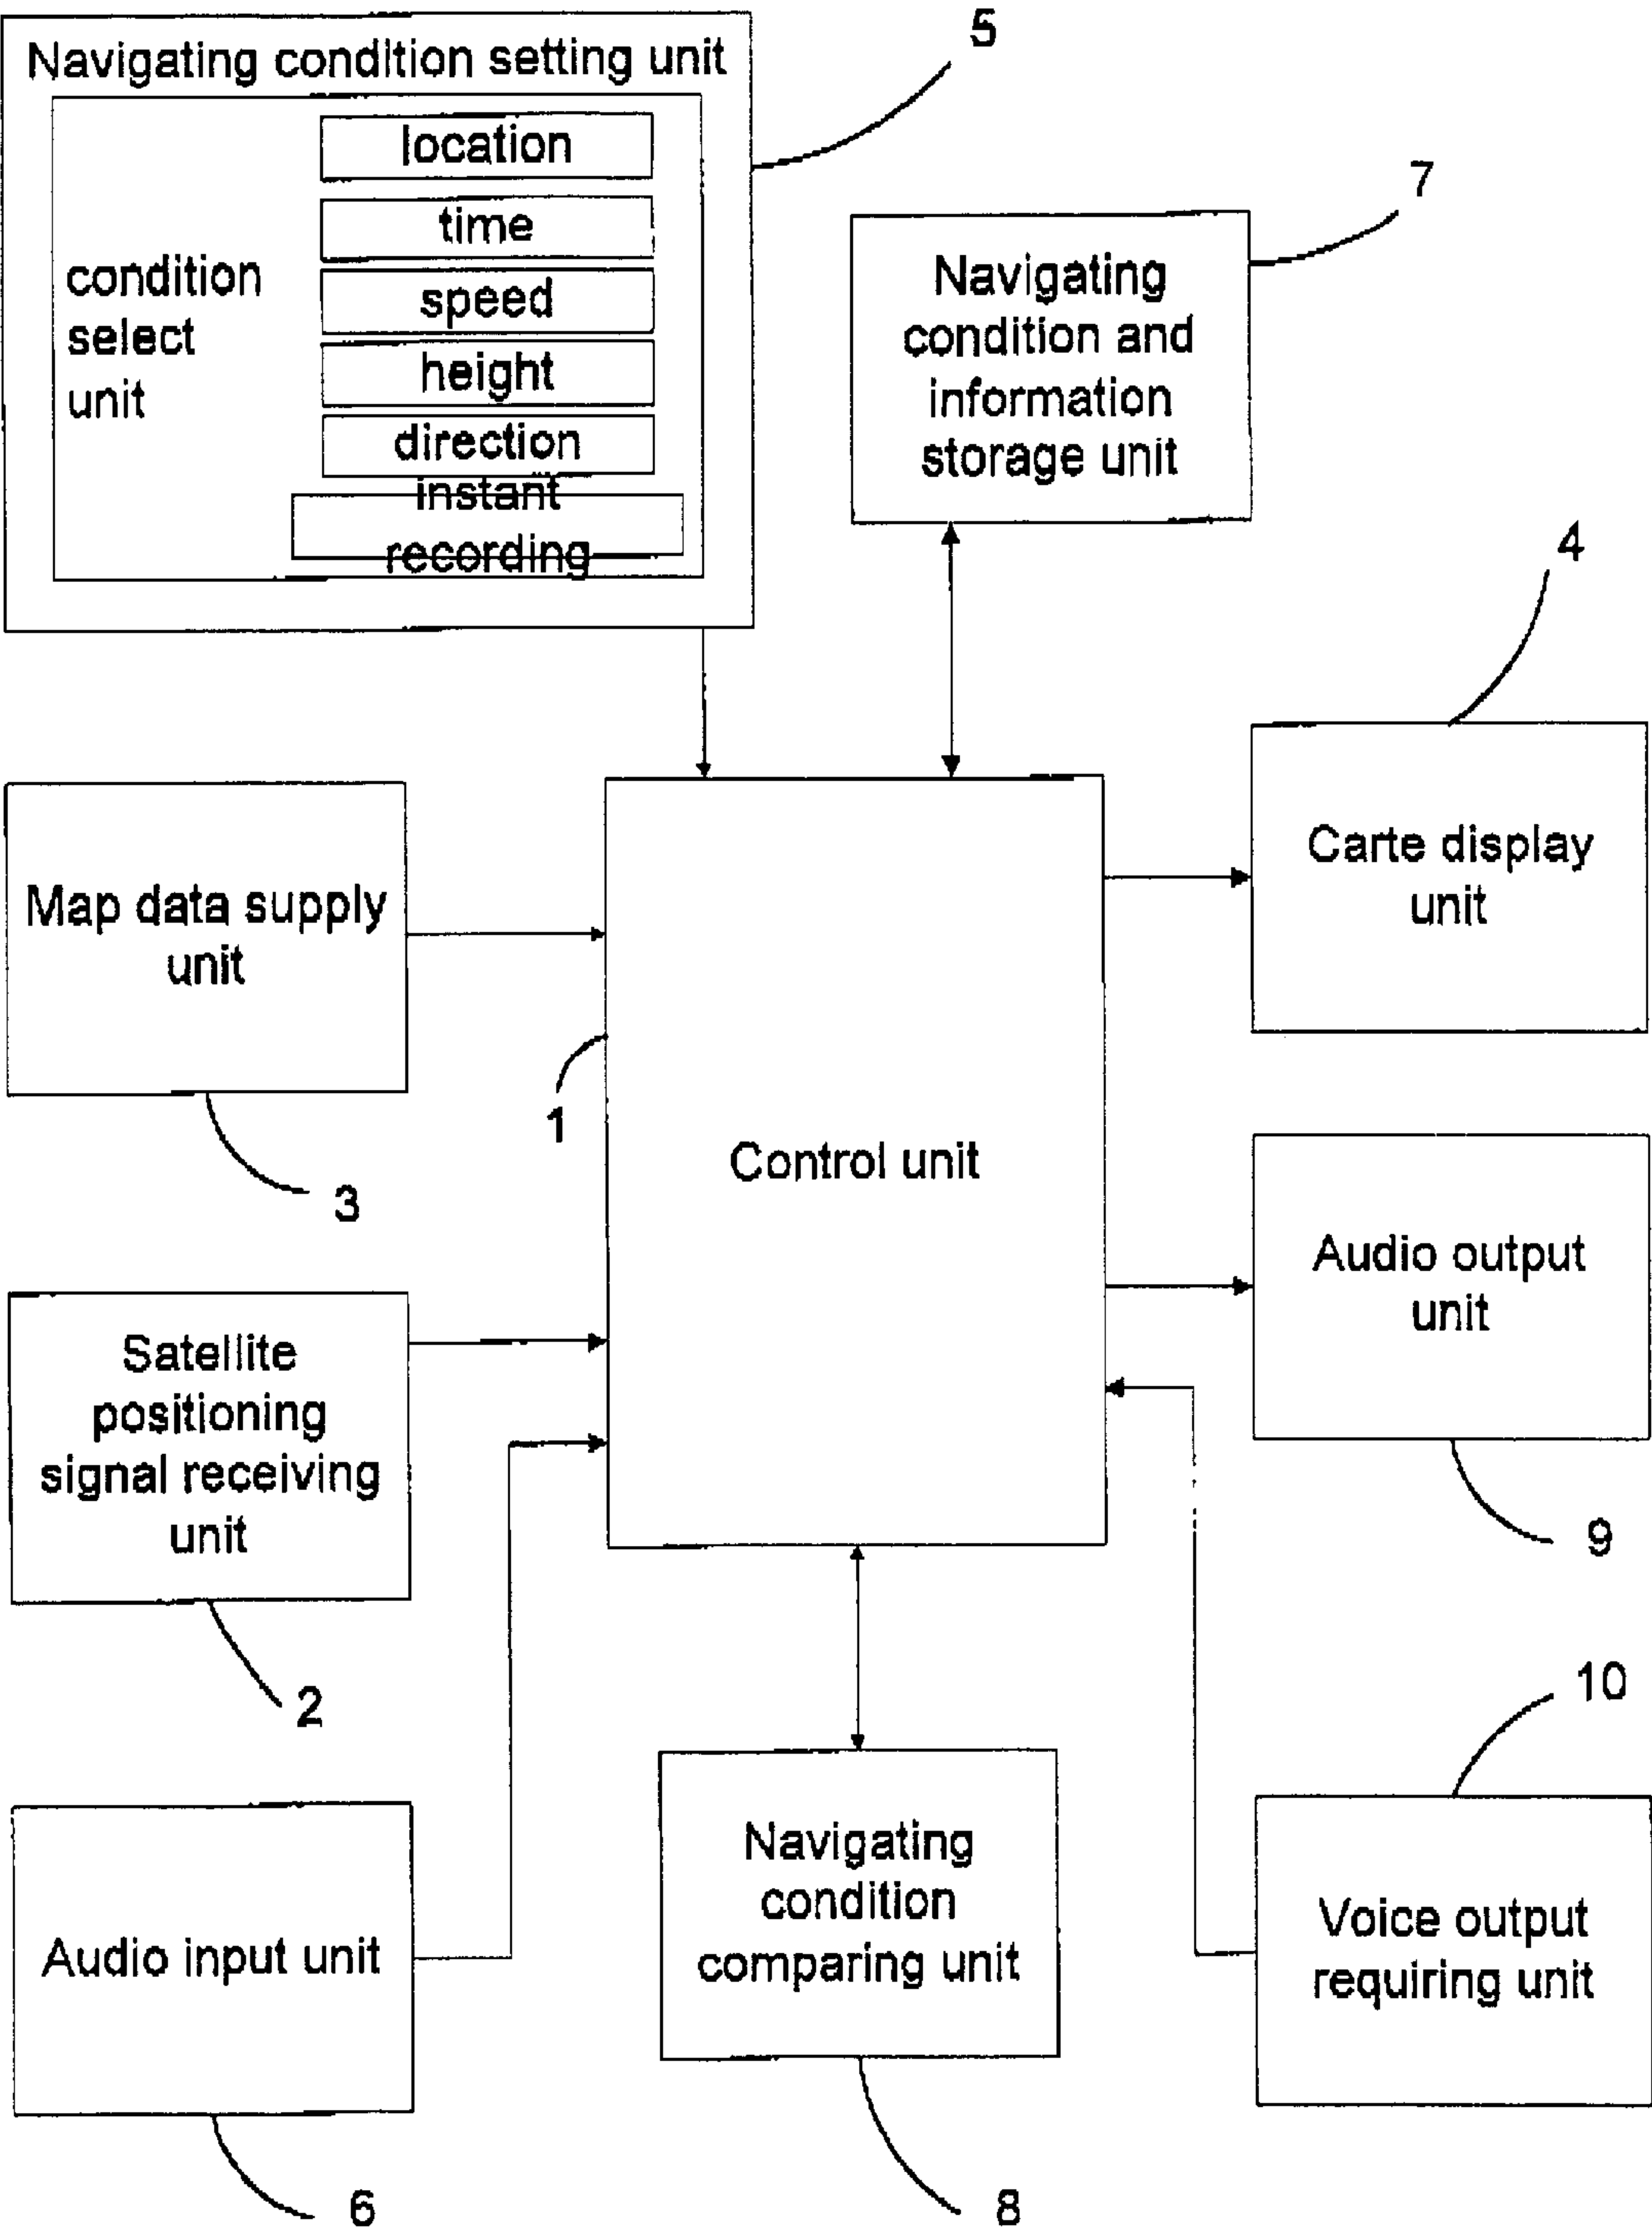 5
Navigating condition setting unit
location
time
speed
height
direction
instant
recording
condition
select
unit
7
Navigating
condition and
information
storage unit
4
Carte display
unit
Map data supply
unit
3
1
Control unit
Audio output
unit
9
Satellite
positioning
signal receiving
unit
2
10
Navigating
condition
comparing unit
Voice output
requiring unit
Audio input unit
6
8